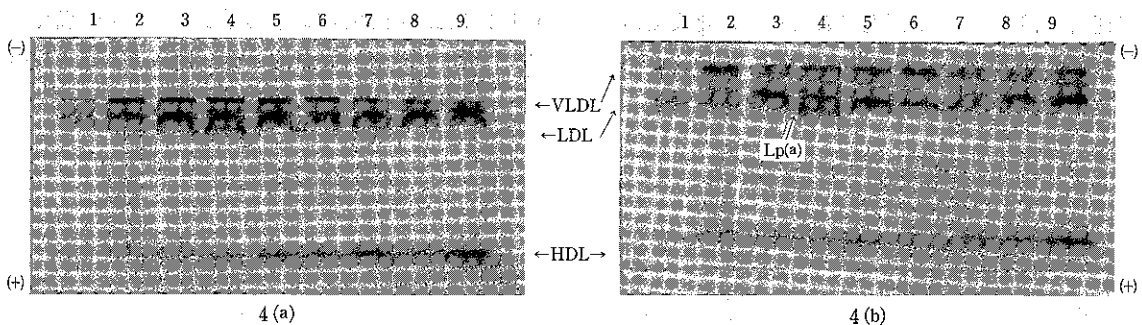 1 2 3 4 5 6 7 8 9
(−)
(+)
4 (a)
←VLDL
←LDL
←HDL→
1 2 3 4 5 6 7 8 9
(−)
Lp(a)
(+)
4 (b)